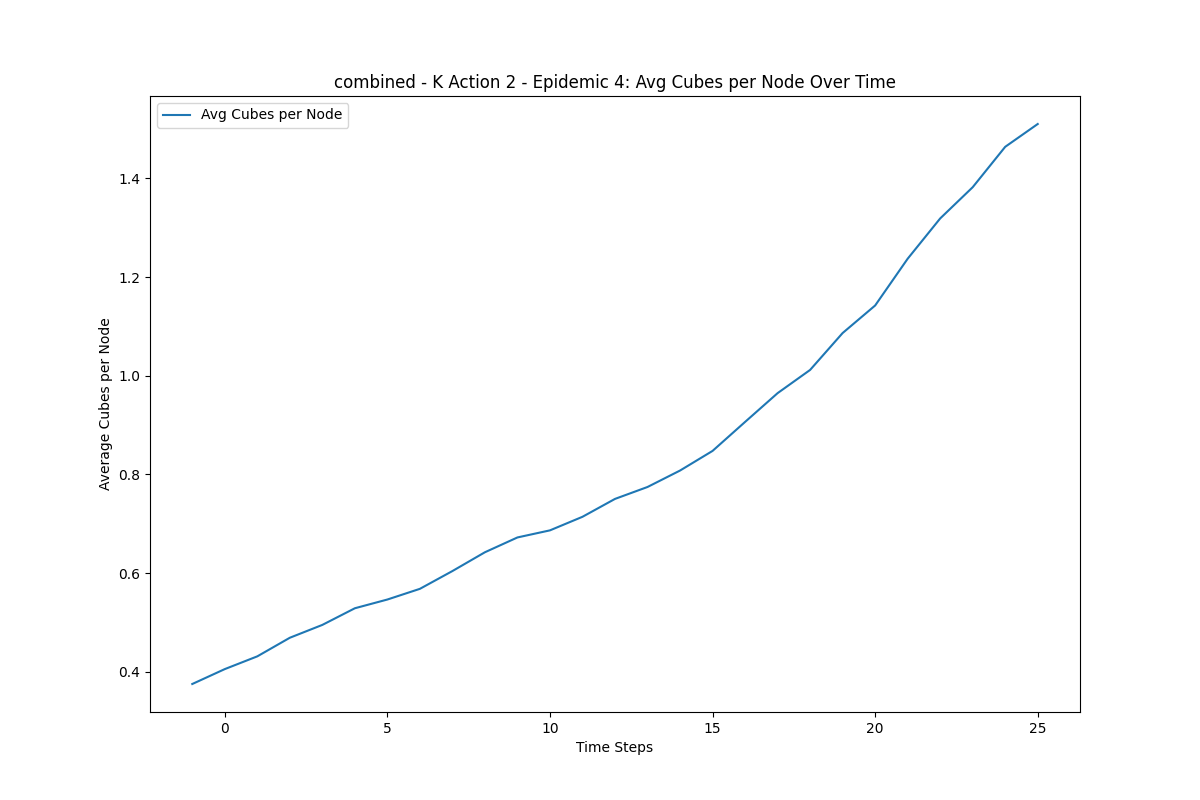 combined - K Action 2 - Epidemic 4: Avg Cubes per Node Over Time
Avg Cubes per Node
1.4
1.2
1.0
0.8
0.6
0.4
Average Cubes per Node
0 5 10 15 20 25
Time Steps